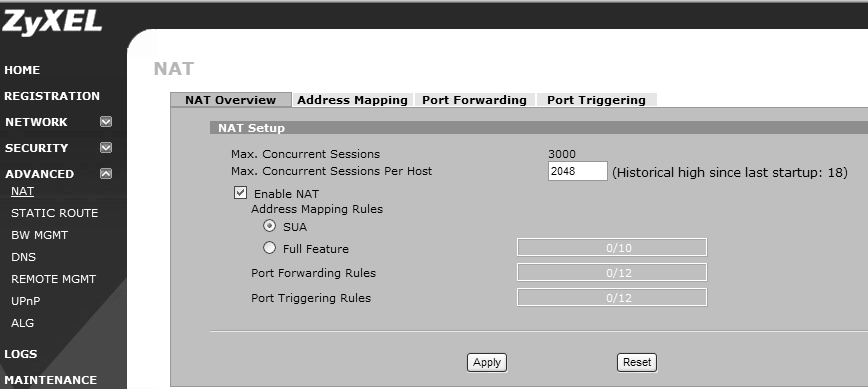 ZyXEL
HOME
REGISTRATION
NETWORK
SECURITY
ADVANCED
NAT
STATIC ROUTE
BW MGMT
DNS
REMOTE MGMT
UPnP
ALG
LOGS
MAINTENANCE
NAT
NAT Overview Address Mapping Port Forwarding Port Triggering
NAT Setup
Max. Concurrent Sessions 3000
Max. Concurrent Sessions Per Host 2048 (Historical high since last startup: 18)
Enable NAT
Address Mapping Rules
SUA
Full Feature 0/10
Port Forwarding Rules 0/12
Port Triggering Rules 0/12
Apply Reset